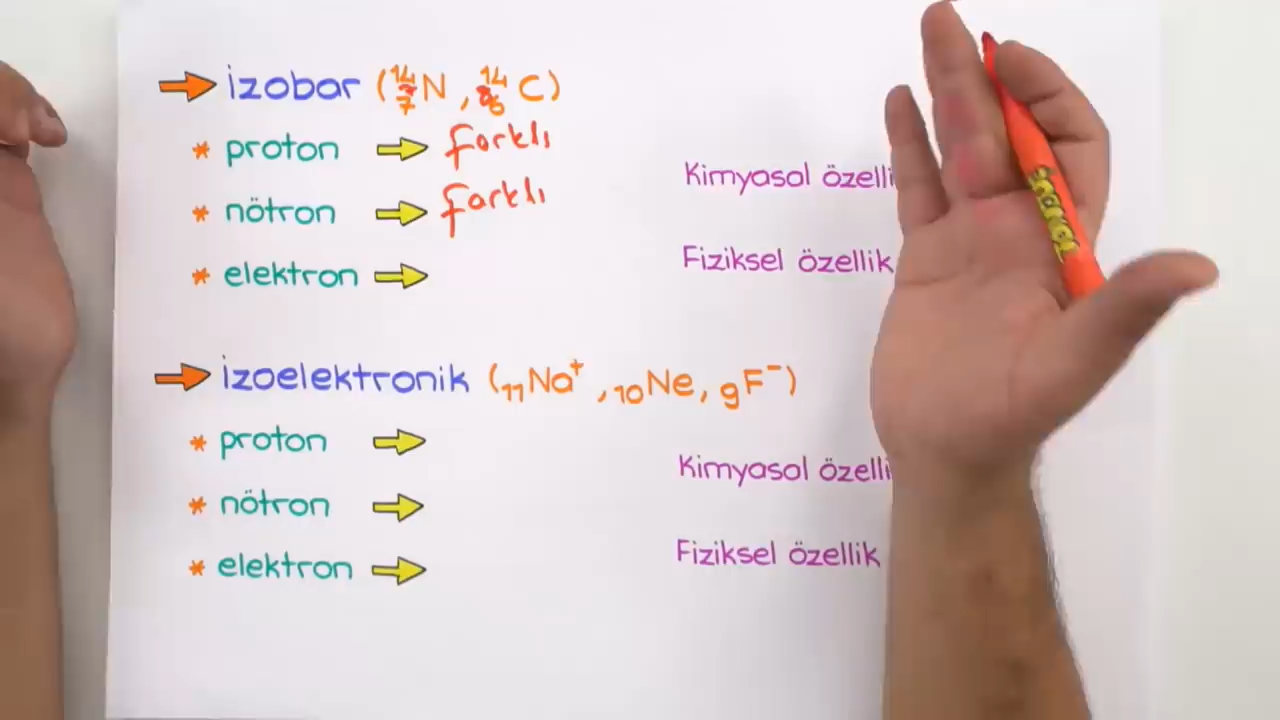 izobar (¹⁴₇N, ¹⁴₆C)
* proton → farklı
* nötron → farklı
* elektron →
Kimyasal özelli
Fiziksel özellik
izoelektronik (₁₁Na⁺, ₁₀Ne, ₉F⁻)
* proton →
* nötron →
* elektron →
Kimyasal özelli
Fiziksel özellik